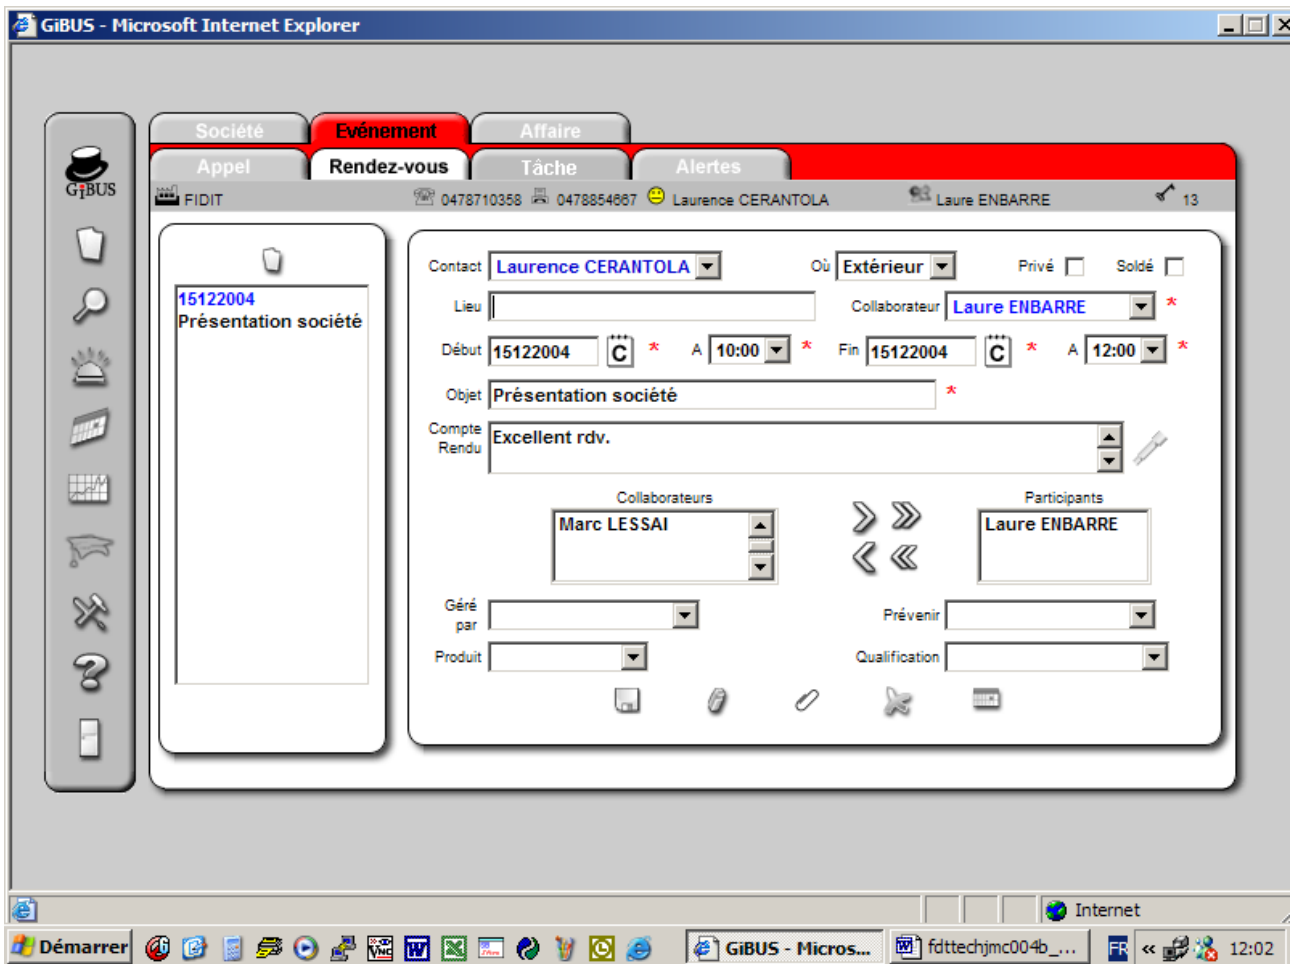 GiBUS - Microsoft Internet Explorer
Société Evénement Affaire
Appel Rendez-vous Tâche Alertes
GiBUS
FIDIT 0478710358 0478854667 Laurence CERANTOLA Laure ENBARRE 13
Contact Laurence CERANTOLA Où Extérieur Privé Soldé
15122004
Présentation société
Lieu Collaborateur Laure ENBARRE *
Début 15122004 C * A 10:00 * Fin 15122004 C * A 12:00 *
Objet Présentation société *
Compte
Rendu
Excellent rdv.
Collaborateurs Participants
Marc LESSAI Laure ENBARRE
Géré
par
Prévenir
Produit Qualification
Internet
Démarrer GiBUS - Micros... fdttechjmc004b_... FR « 12:02